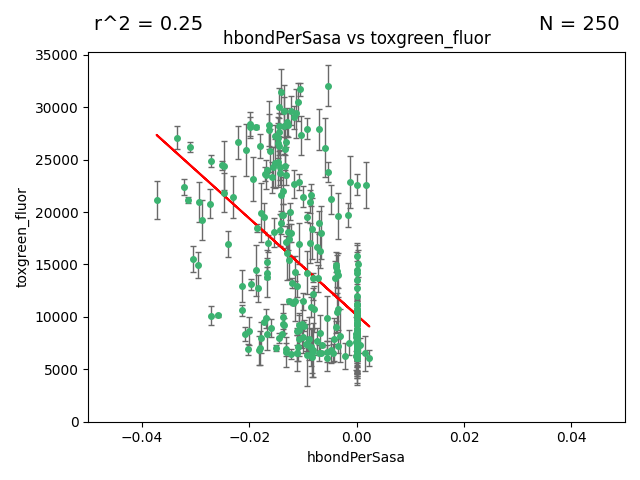 r^2 = 0.25
N = 250
hbondPerSasa vs toxgreen_fluor
35000
30000
25000
20000
15000
10000
5000
0
toxgreen_fluor
−0.04
−0.02
0.00
0.02
0.04
hbondPerSasa